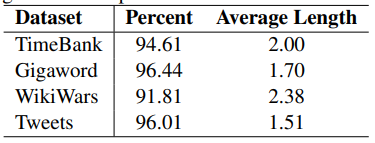 Dataset Percent Average Length
TimeBank 94.61 2.00
Gigaword 96.44 1.70
WikiWars 91.81 2.38
Tweets 96.01 1.51